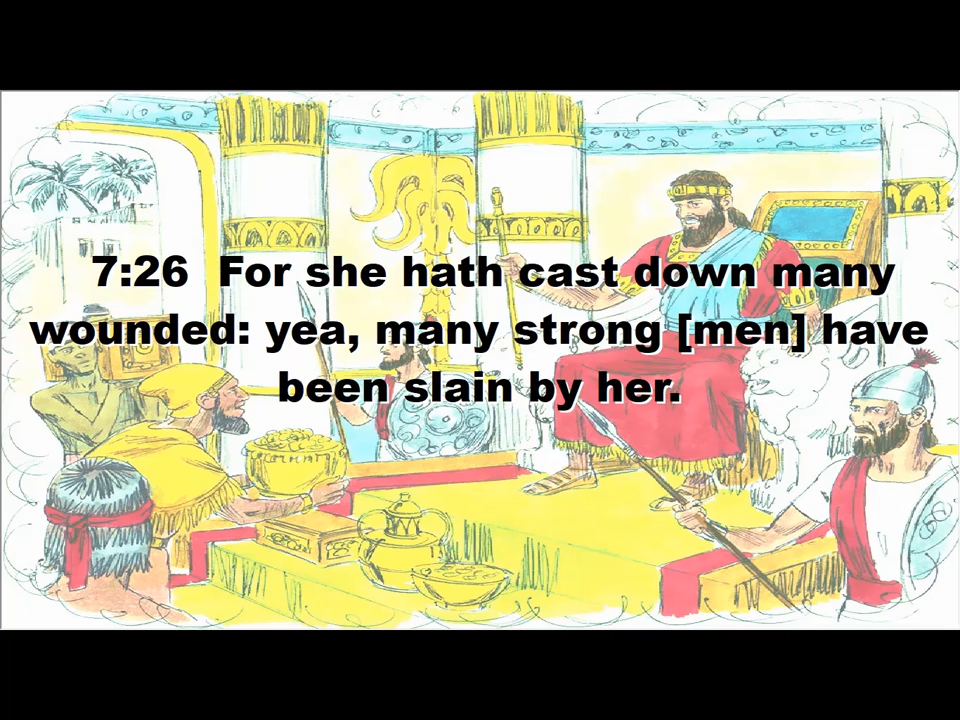 7:26  For she hath cast down many
wounded: yea, many strong [men] have
been slain by her.